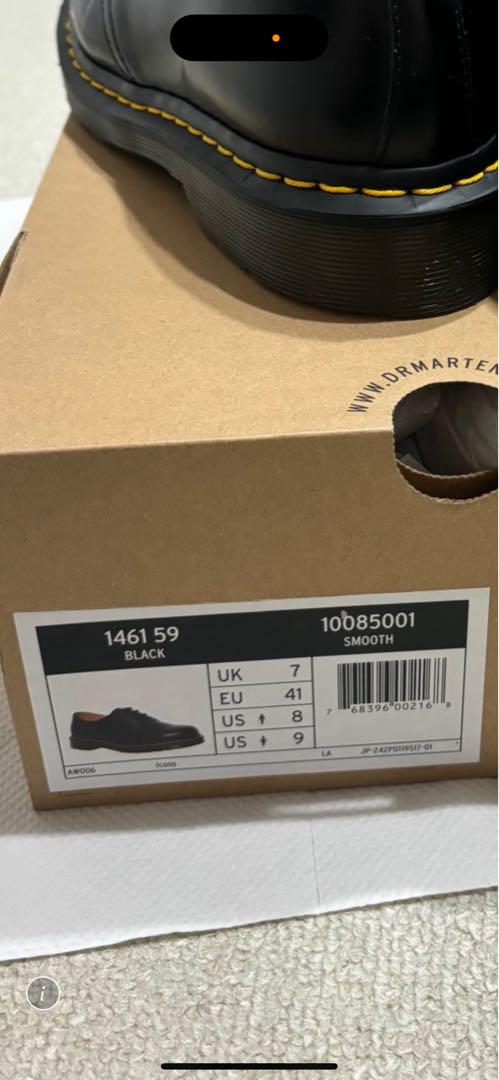 WWW.DRMARTEN
1461 59
BLACK
10085001
SMOOTH
UK 7
EU 41
US 8
US 9
7 68396 00216 8
AW006
Icons
LA
JP-242P0119517-01